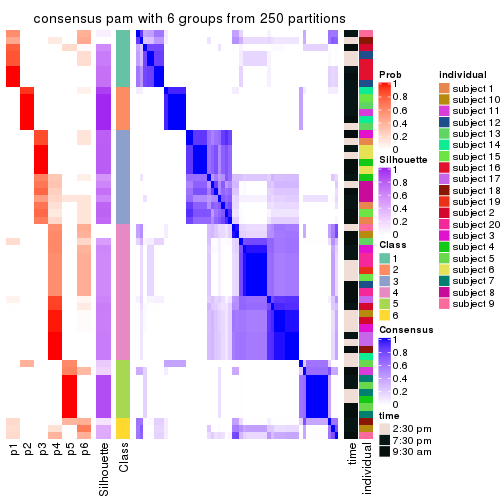 consensus pam with 6 groups from 250 partitions
p1
p2
p3
p4
p5
p6
Silhouette
Class
time
individual
Prob
1
0.8
0.6
0.4
0.2
0
Silhouette
1
0.8
0.6
0.4
0.2
0
Class
1
2
3
4
5
6
Consensus
1
0.8
0.6
0.4
0.2
0
time
2:30 pm
7:30 pm
9:30 am
individual
subject 1
subject 10
subject 11
subject 12
subject 13
subject 14
subject 15
subject 16
subject 17
subject 18
subject 19
subject 2
subject 20
subject 3
subject 4
subject 5
subject 6
subject 7
subject 8
subject 9